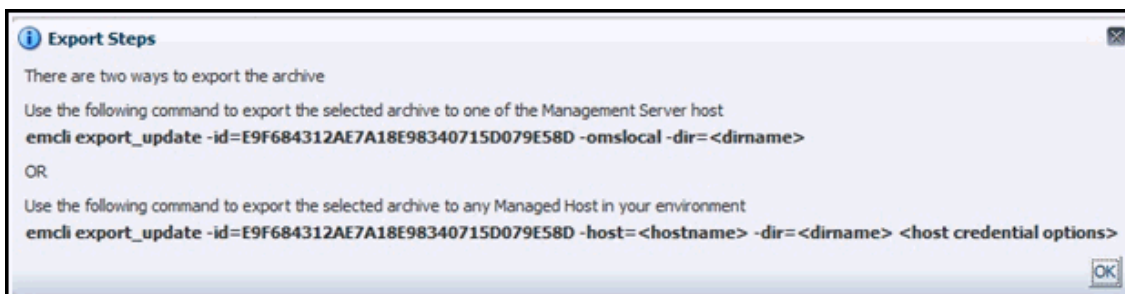 Export Steps
There are two ways to export the archive
Use the following command to export the selected archive to one of the Management Server host
emcli export_update -id=E9F684312AE7A18E98340715D079E58D -omslocal -dir=<dirname>
OR
Use the following command to export the selected archive to any Managed Host in your environment
emcli export_update -id=E9F684312AE7A18E98340715D079E58D -host=<hostname> -dir=<dirname> <host credential options>
OK